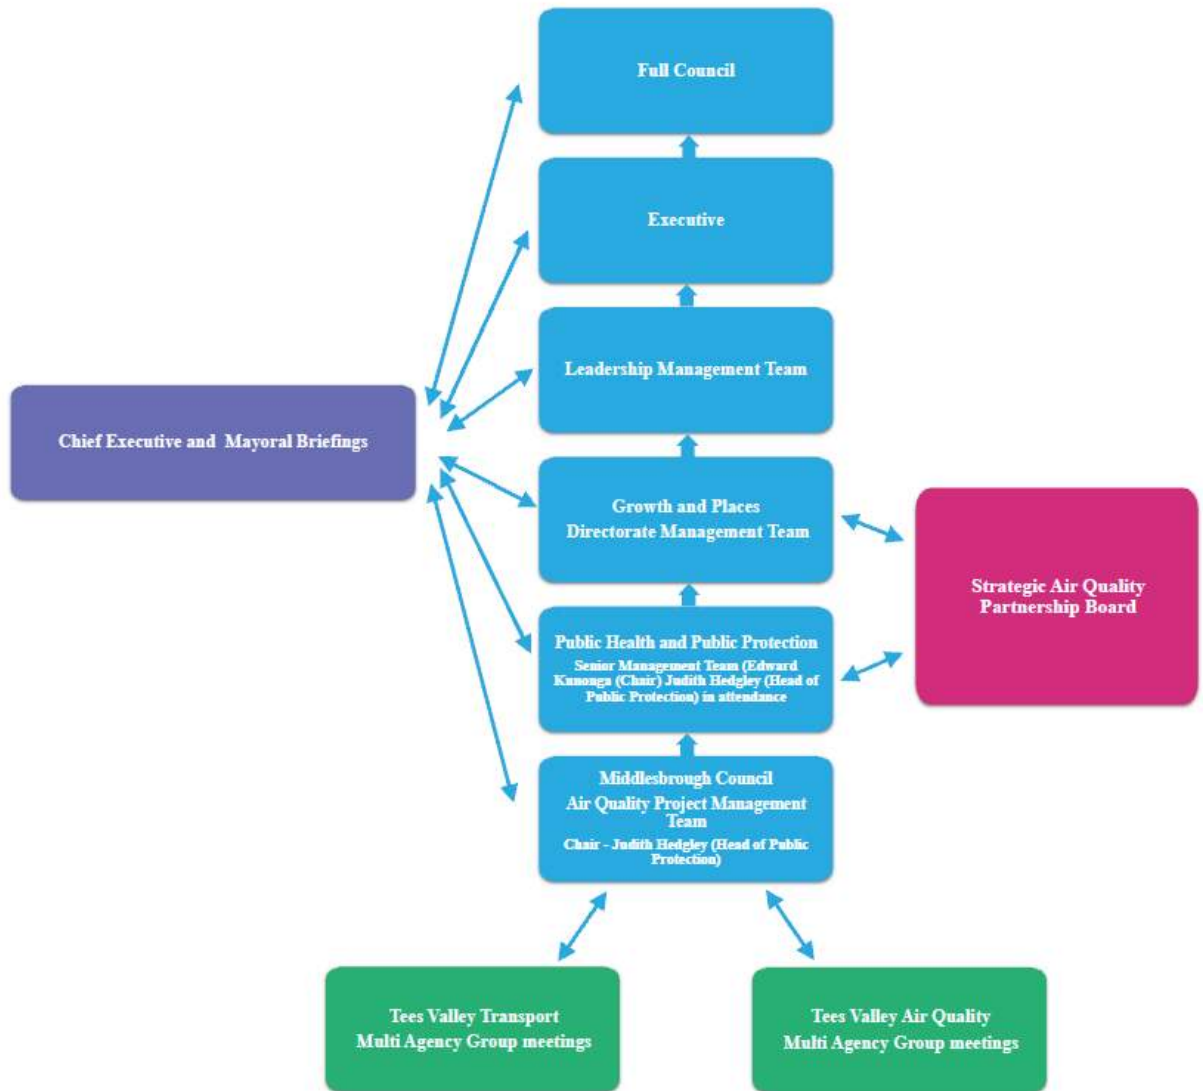 Full Council
Executive
Leadership Management Team
Chief Executive and Mayoral Briefings
Growth and Places
Directorate Management Team
Strategic Air Quality
Partnership Board
Public Health and Public Protection
Senior Management Team (Edward
Kunonga (Chair) Judith Hedgley (Head of
Public Protection) in attendance
Middlesbrough Council
Air Quality Project Management
Team
Chair - Judith Hedgley (Head of Public
Protection)
Tees Valley Transport
Multi Agency Group meetings
Tees Valley Air Quality
Multi Agency Group meetings